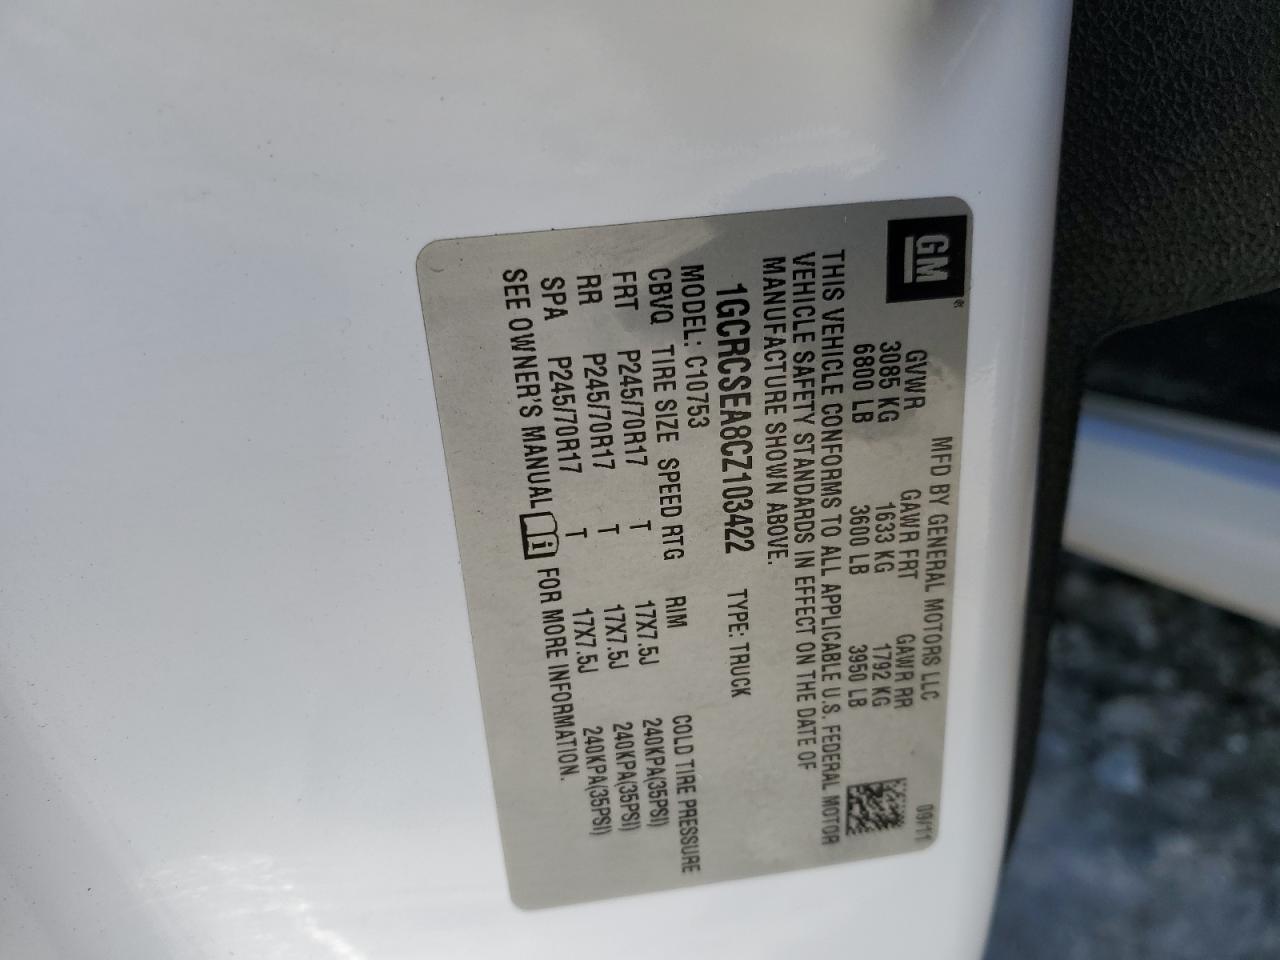 GM
MFD BY GENERAL MOTORS LLC 09/11
GVWR GAWR FRT GAWR RR
3085 KG 1633 KG 1792 KG
6800 LB 3600 LB 3950 LB
THIS VEHICLE CONFORMS TO ALL APPLICABLE U.S. FEDERAL MOTOR
VEHICLE SAFETY STANDARDS IN EFFECT ON THE DATE OF
MANUFACTURE SHOWN ABOVE.
1GCRCSEA8CZ103422 TYPE: TRUCK
MODEL: C10753
CBVQ TIRE SIZE SPEED RTG RIM COLD TIRE PRESSURE
FRT P245/70R17 T 17X7.5J 240KPA(35PSI)
RR P245/70R17 T 17X7.5J 240KPA(35PSI)
SPA P245/70R17 T 17X7.5J 240KPA(35PSI)
SEE OWNER'S MANUAL i FOR MORE INFORMATION.